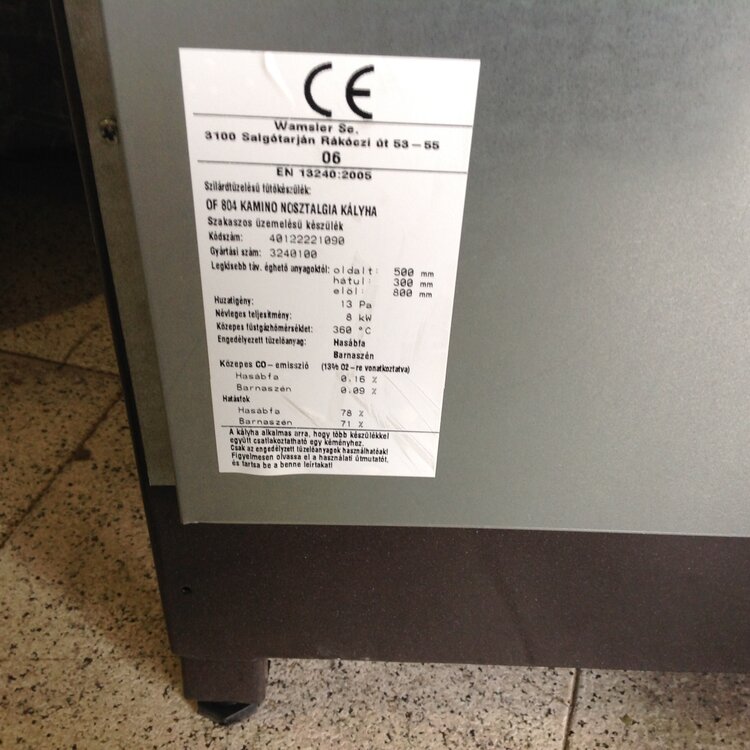 CE
Wamsler Se.
3100 Salgótarján Rákóczi út 53-55
06
EN 13240:2005
Szilárdtüzelésű fűtőkészülék:
OF 804 KAMINO NOSZTALGIA KÁLYHA
Szakaszos üzemelésű készülék
Kódszám: 40122221090
Gyártási szám: 3240100
Legkisebb táv. éghető anyagoktól: oldalt: 500 mm
hátul: 300 mm
elöl: 800 mm
Huzatigény: 13 Pa
Névleges teljesítmény: 8 kW
Közepes füstgázhőmérséklet: 360 °C
Engedélyezett tüzelőanyag: Hasábfa
Barnaszén
Közepes CO-emisszió (13% O2-re vonatkoztatva)
Hasábfa 0.16 %
Barnaszén 0.09 %
Hatásfok
Hasábfa 78 %
Barnaszén 71 %
A kályha alkalmas arra, hogy több készülékkel
együtt csatlakoztatható egy kéményhez.
Csak az engedélyezett tüzelőanyagok használhatóak!
Figyelmesen olvassa el a használati útmutatót,
és tartsa be a benne leírtakat!